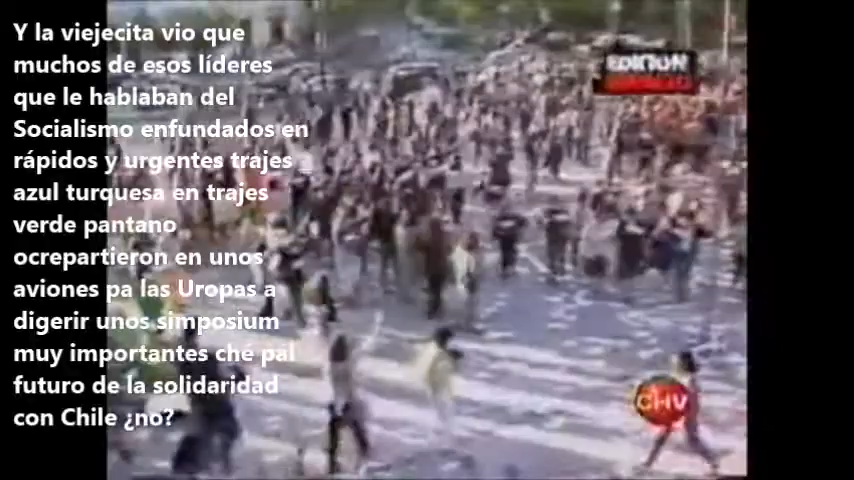 Y la viejecita vio que
muchos de esos líderes
que le hablaban del
Socialismo enfundados en
rápidos y urgentes trajes
azul turquesa en trajes
verde pantano
ocrepartieron en unos
aviones pa las Uropas a
digerir unos simposium
muy importantes ché pal
futuro de la solidaridad
con Chile ¿no?
EDICION
CHV